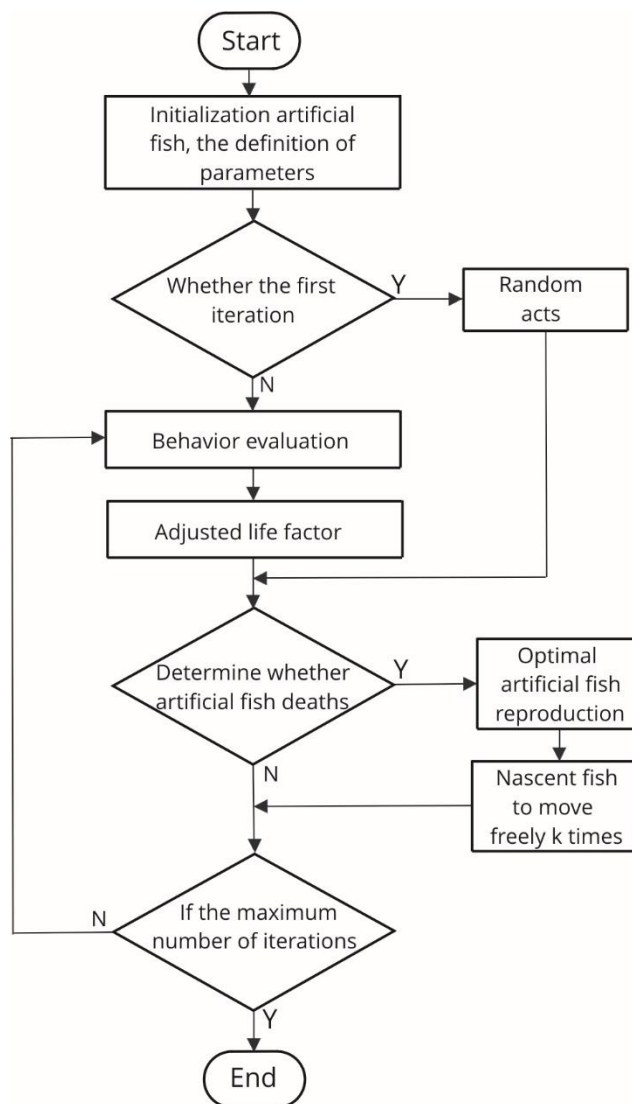 Start
Initialization artificial
fish, the definition of
parameters
Whether the first
iteration
Y
Random
acts
N
Behavior evaluation
Adjusted life factor
Determine whether
artificial fish deaths
Y
Optimal
artificial fish
reproduction
N
Nascent fish
to move
freely k times
If the maximum
number of iterations
N
Y
End